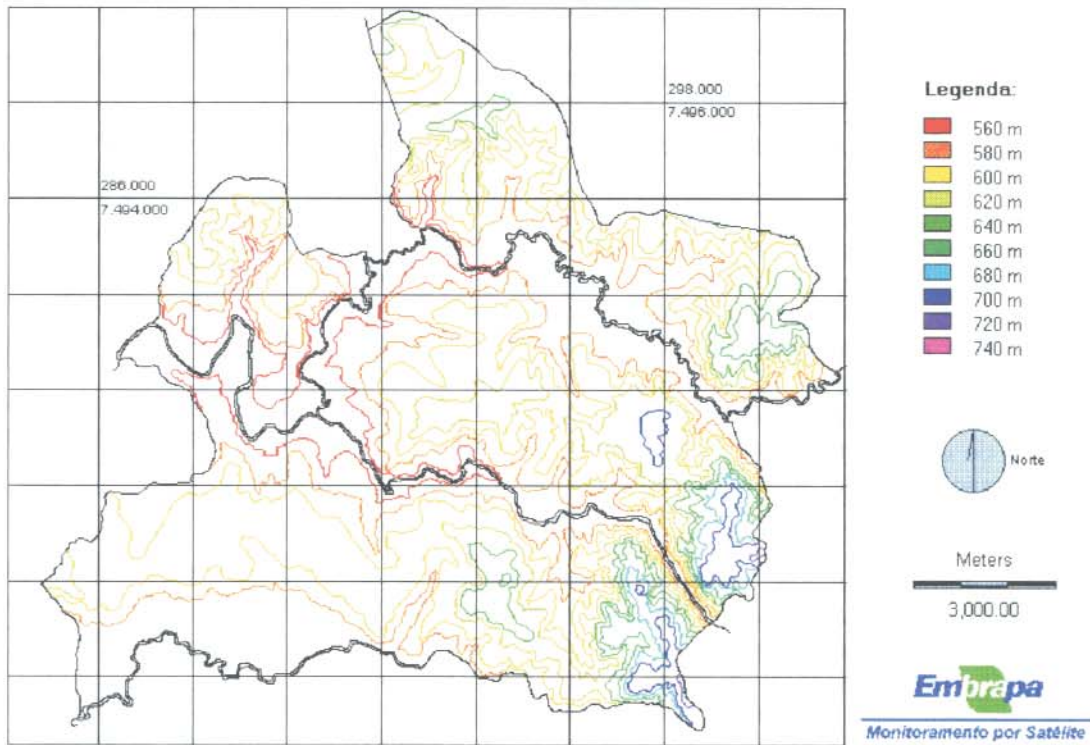 298.000
7.496.000
286.000
7.494.000
Legenda:
560 m
580 m
600 m
620 m
640 m
660 m
680 m
700 m
720 m
740 m
Norte
Meters
3,000.00
Embrapa
Monitoramento por Satélite